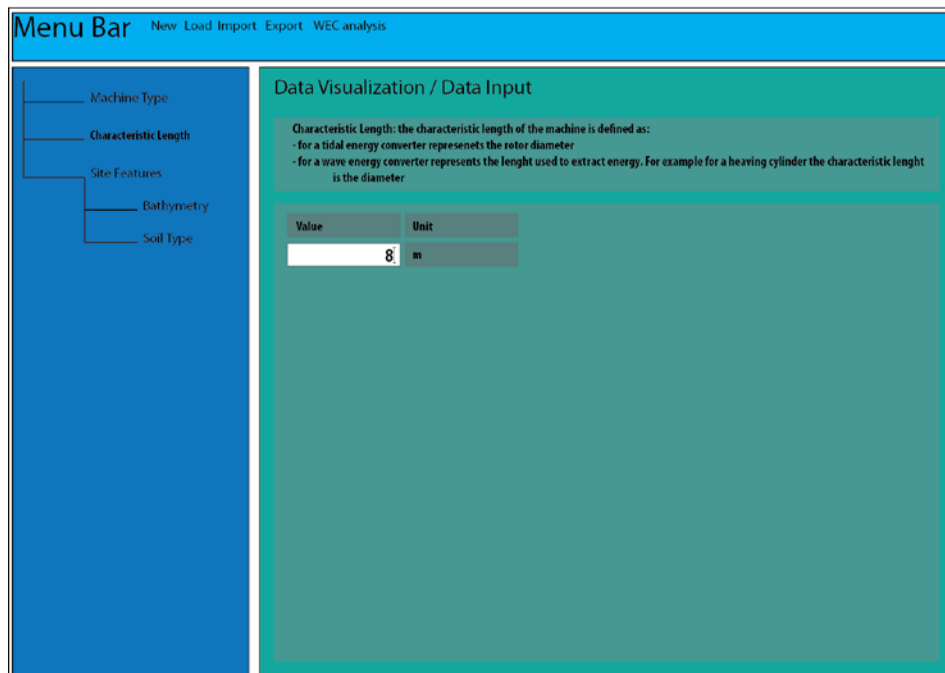 Menu Bar New Load Import Export WEC analysis
Machine Type
Characteristic Length
Site Features
Bathymetry
Soil Type
Data Visualization / Data Input
Characteristic Length: the characteristic length of the machine is defined as:
- for a tidal energy converter represenets the rotor diameter
- for a wave energy converter represents the lenght used to extract energy. For example for a heaving cylinder the characteristic lenght
is the diameter
Value Unit
8 m